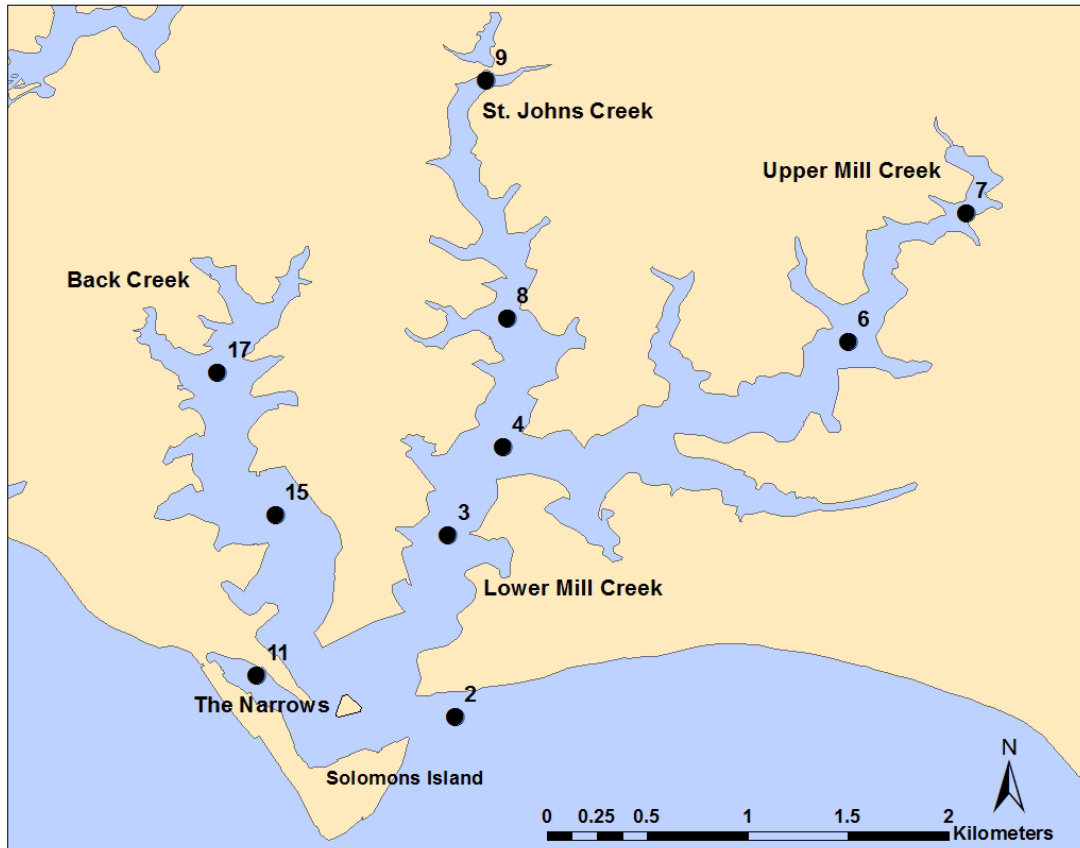 9
St. Johns Creek
Upper Mill Creek
7
Back Creek
8
6
17
4
15
3
Lower Mill Creek
11
The Narrows
2
Solomons Island
N
0 0.25 0.5 1 1.5 2
Kilometers